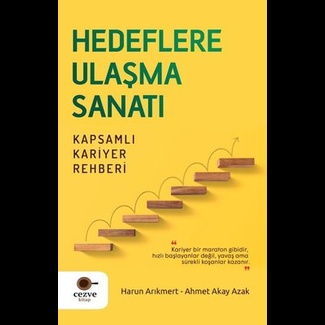 HEDEFLERE
ULAŞMA
SANATI
KAPSAMLI
KARİYER
REHBERİ
“
Kariyer bir maraton gibidir,
hızlı başlayanlar değil, yavaş ama
sürekli koşanlar kazanır.
”
cezve
kitap
Harun Arıkmert - Ahmet Akay Azak